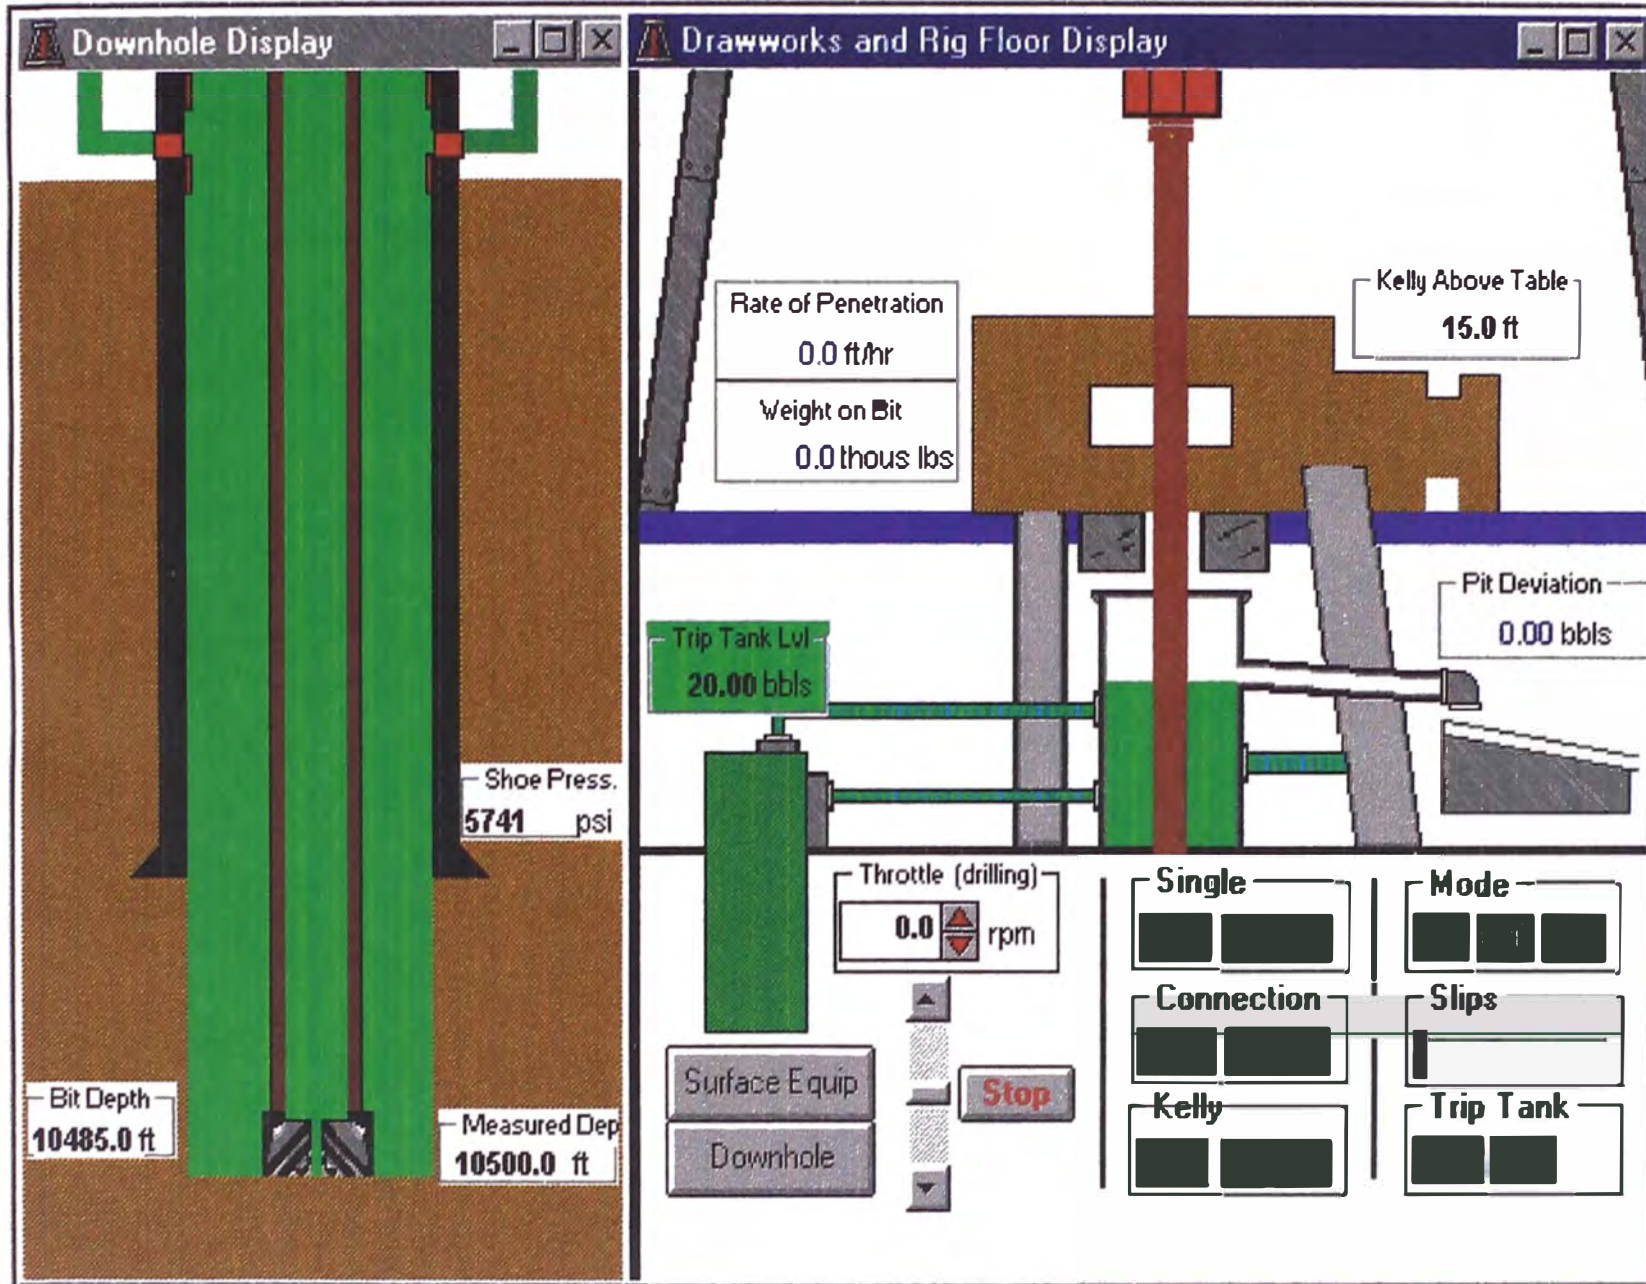 Downhole Display
Shoe Press.
5741 psi
Bit Depth
10485.0 ft
Measured Dep
10500.0 ft
Drawworks and Rig Floor Display
Rate of Penetration
0.0 ft/hr
Weight on Bit
0.0 thous lbs
Kelly Above Table
15.0 ft
Pit Deviation
0.00 bbls
Trip Tank Lvl
20.00 bbls
Throttle (drilling)
0.0 rpm
Surface Equip
Downhole
Stop
Single
Mode
Connection
Slips
Kelly
Trip Tank